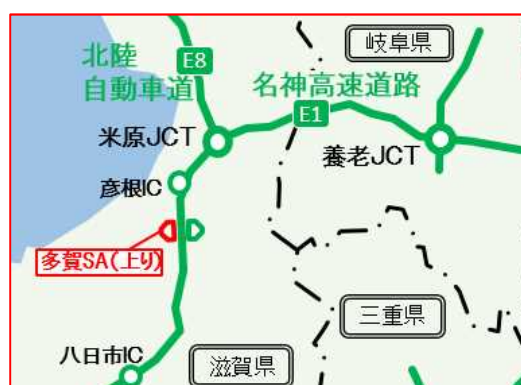 岐阜県
北陸
自動車道
E8
名神高速道路
E1
米原JCT
養老JCT
彦根IC
多賀SA(上り)
三重県
八日市IC
滋賀県